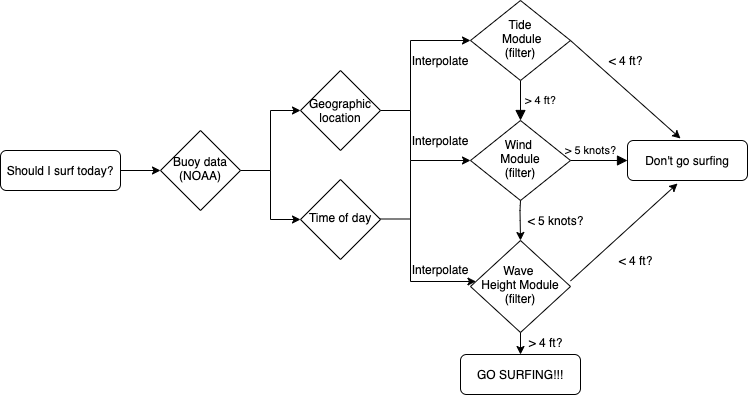 Should I surf today?
Buoy data
(NOAA)
Geographic
location
Time of day
Interpolate
Interpolate
Interpolate
Tide
Module
(filter)
< 4 ft?
> 4 ft?
Wind
Module
(filter)
> 5 knots?
Don't go surfing
< 5 knots?
Wave
Height Module
(filter)
< 4 ft?
> 4 ft?
GO SURFING!!!